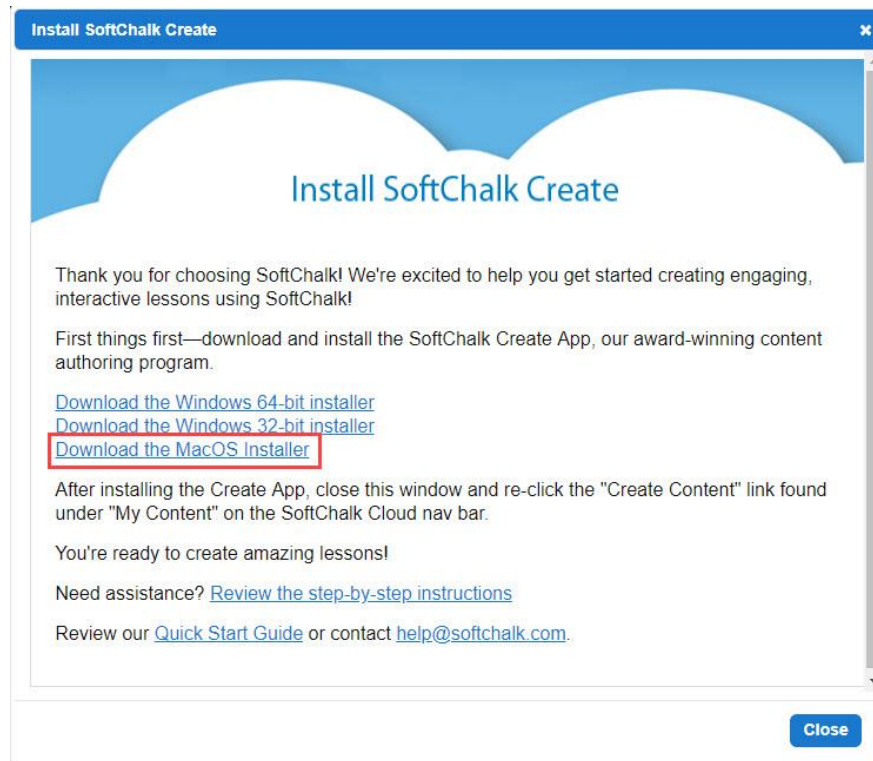 Install SoftChalk Create
Install SoftChalk Create
Thank you for choosing SoftChalk! We're excited to help you get started creating engaging,
interactive lessons using SoftChalk!
First things first—download and install the SoftChalk Create App, our award-winning content
authoring program.
Download the Windows 64-bit installer
Download the Windows 32-bit installer
Download the MacOS Installer
After installing the Create App, close this window and re-click the "Create Content" link found
under "My Content" on the SoftChalk Cloud nav bar.
You're ready to create amazing lessons!
Need assistance? Review the step-by-step instructions
Review our Quick Start Guide or contact help@softchalk.com.
Close